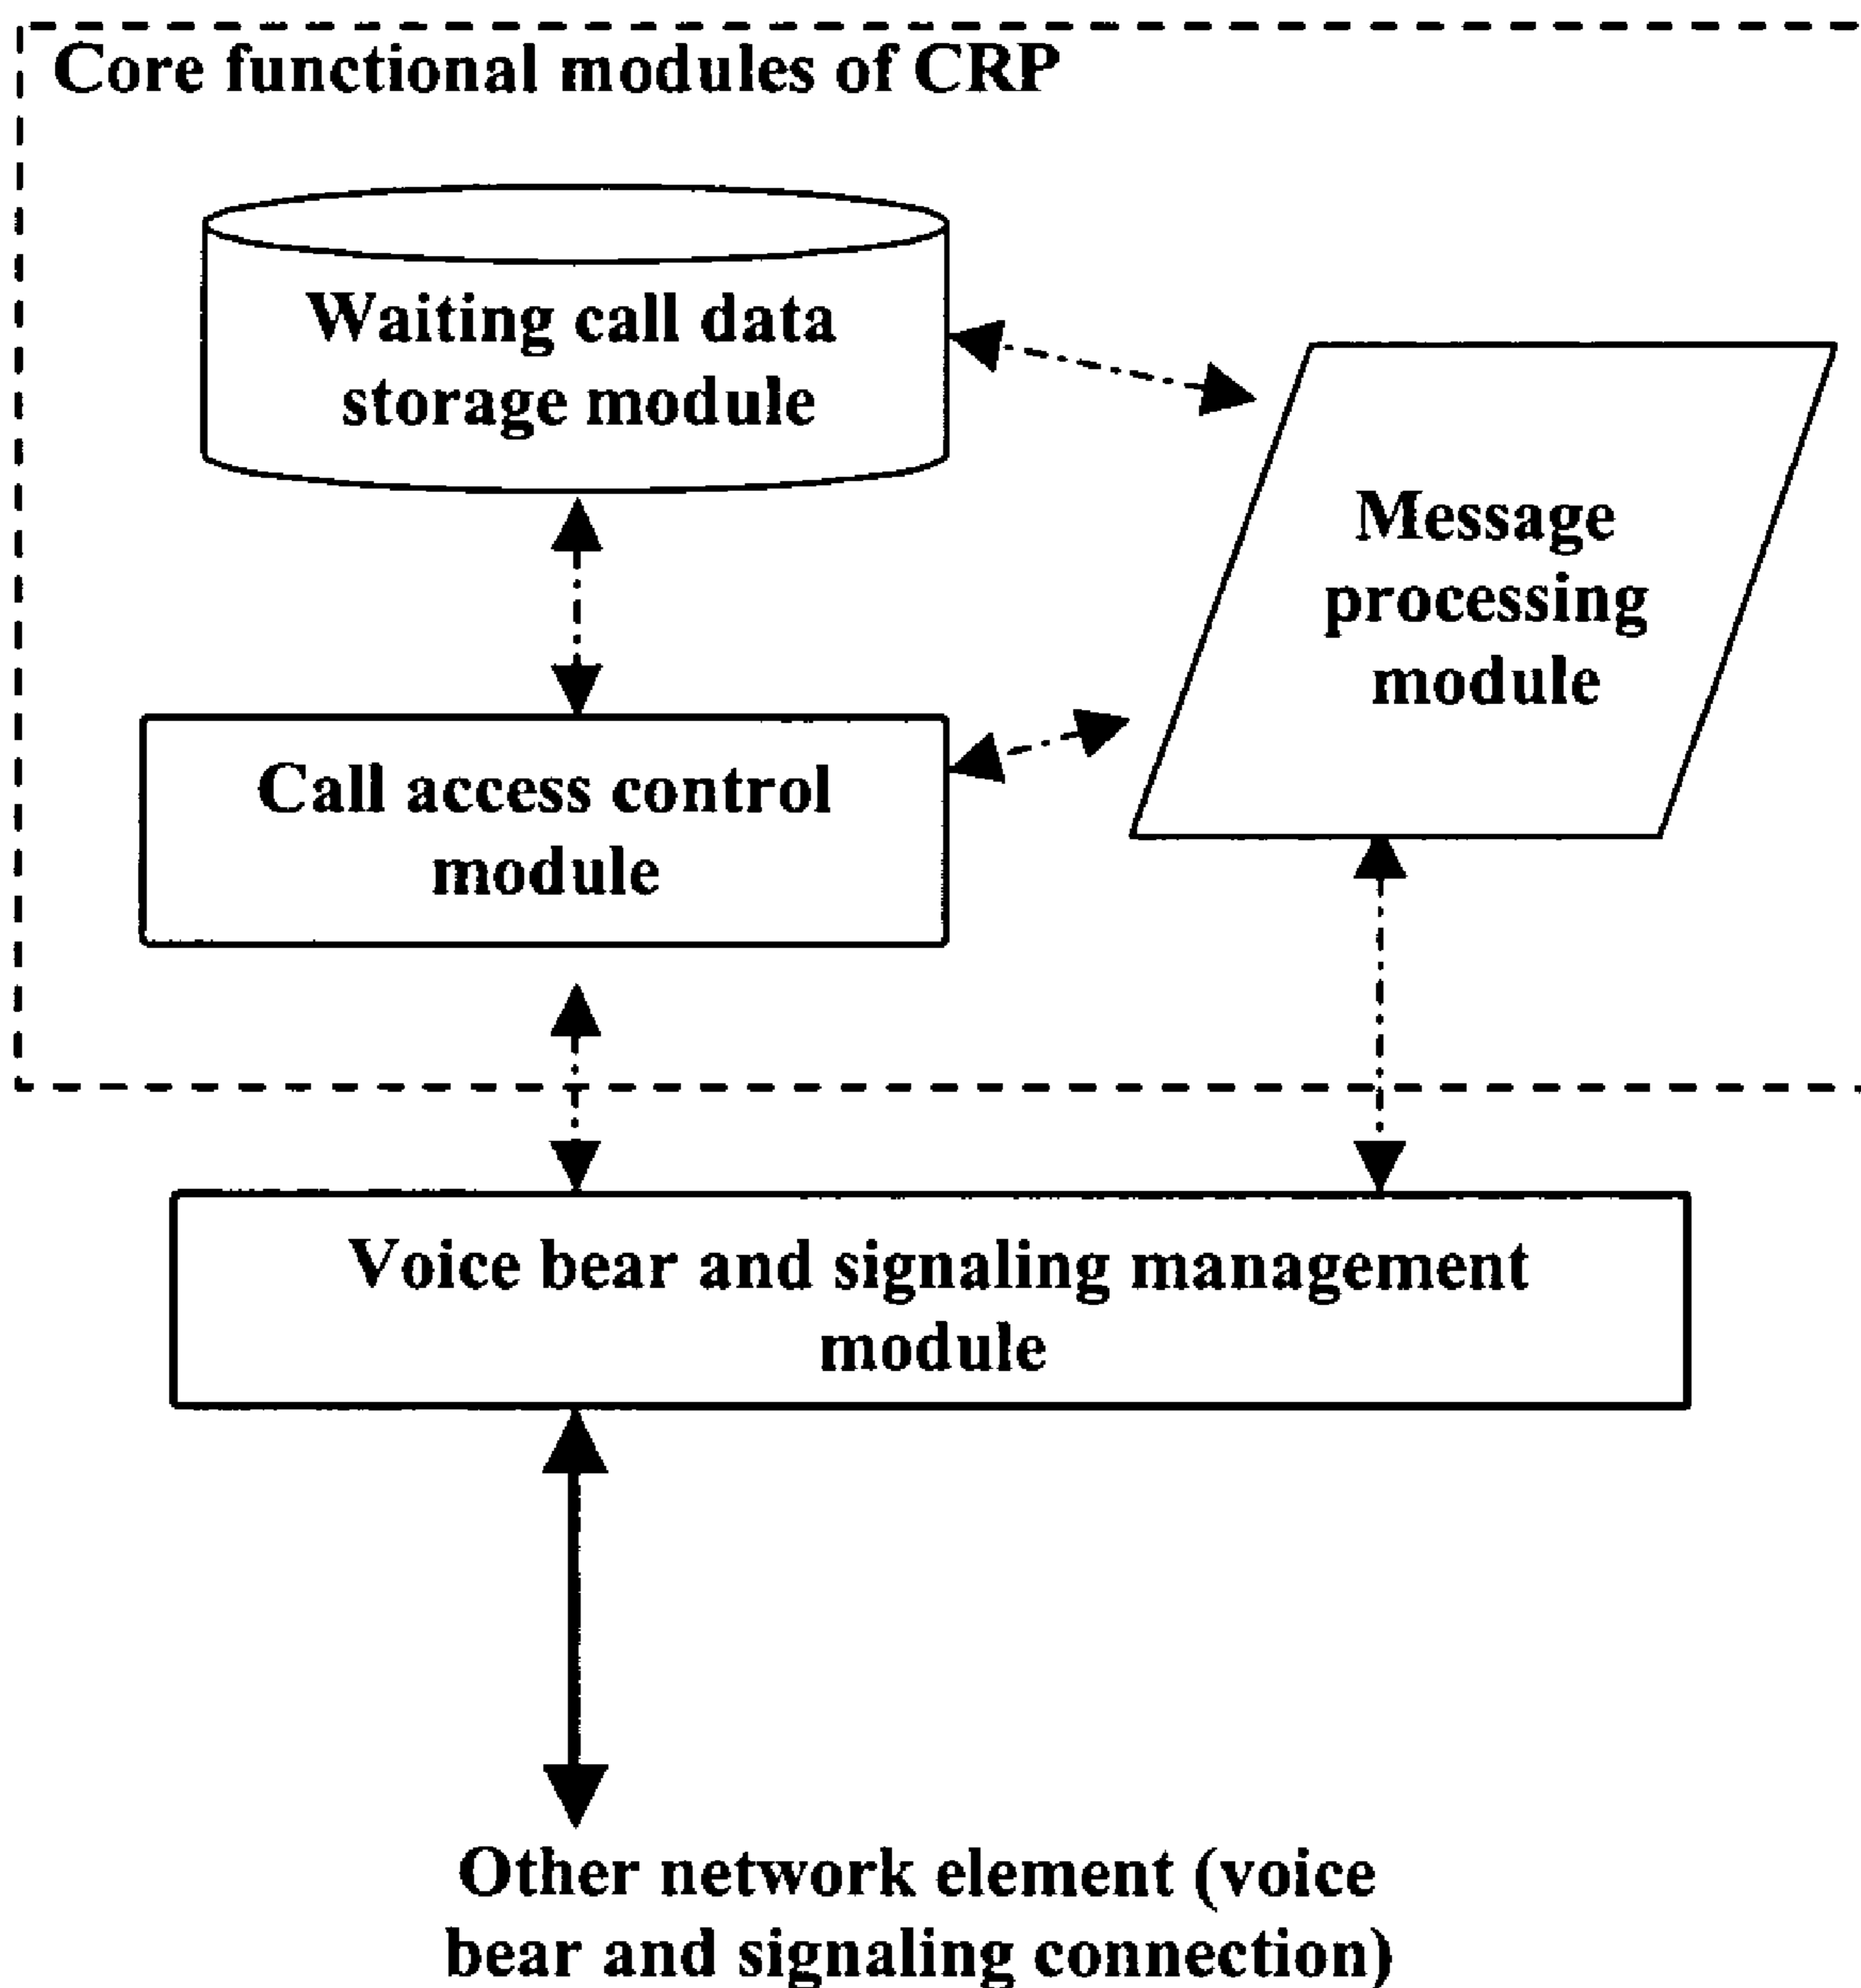 Core functional modules of CRP
Waiting call data
storage module
Message
processing
module
Call access control
module
Voice bear and signaling management
module
Other network element (voice
bear and signaling connection)